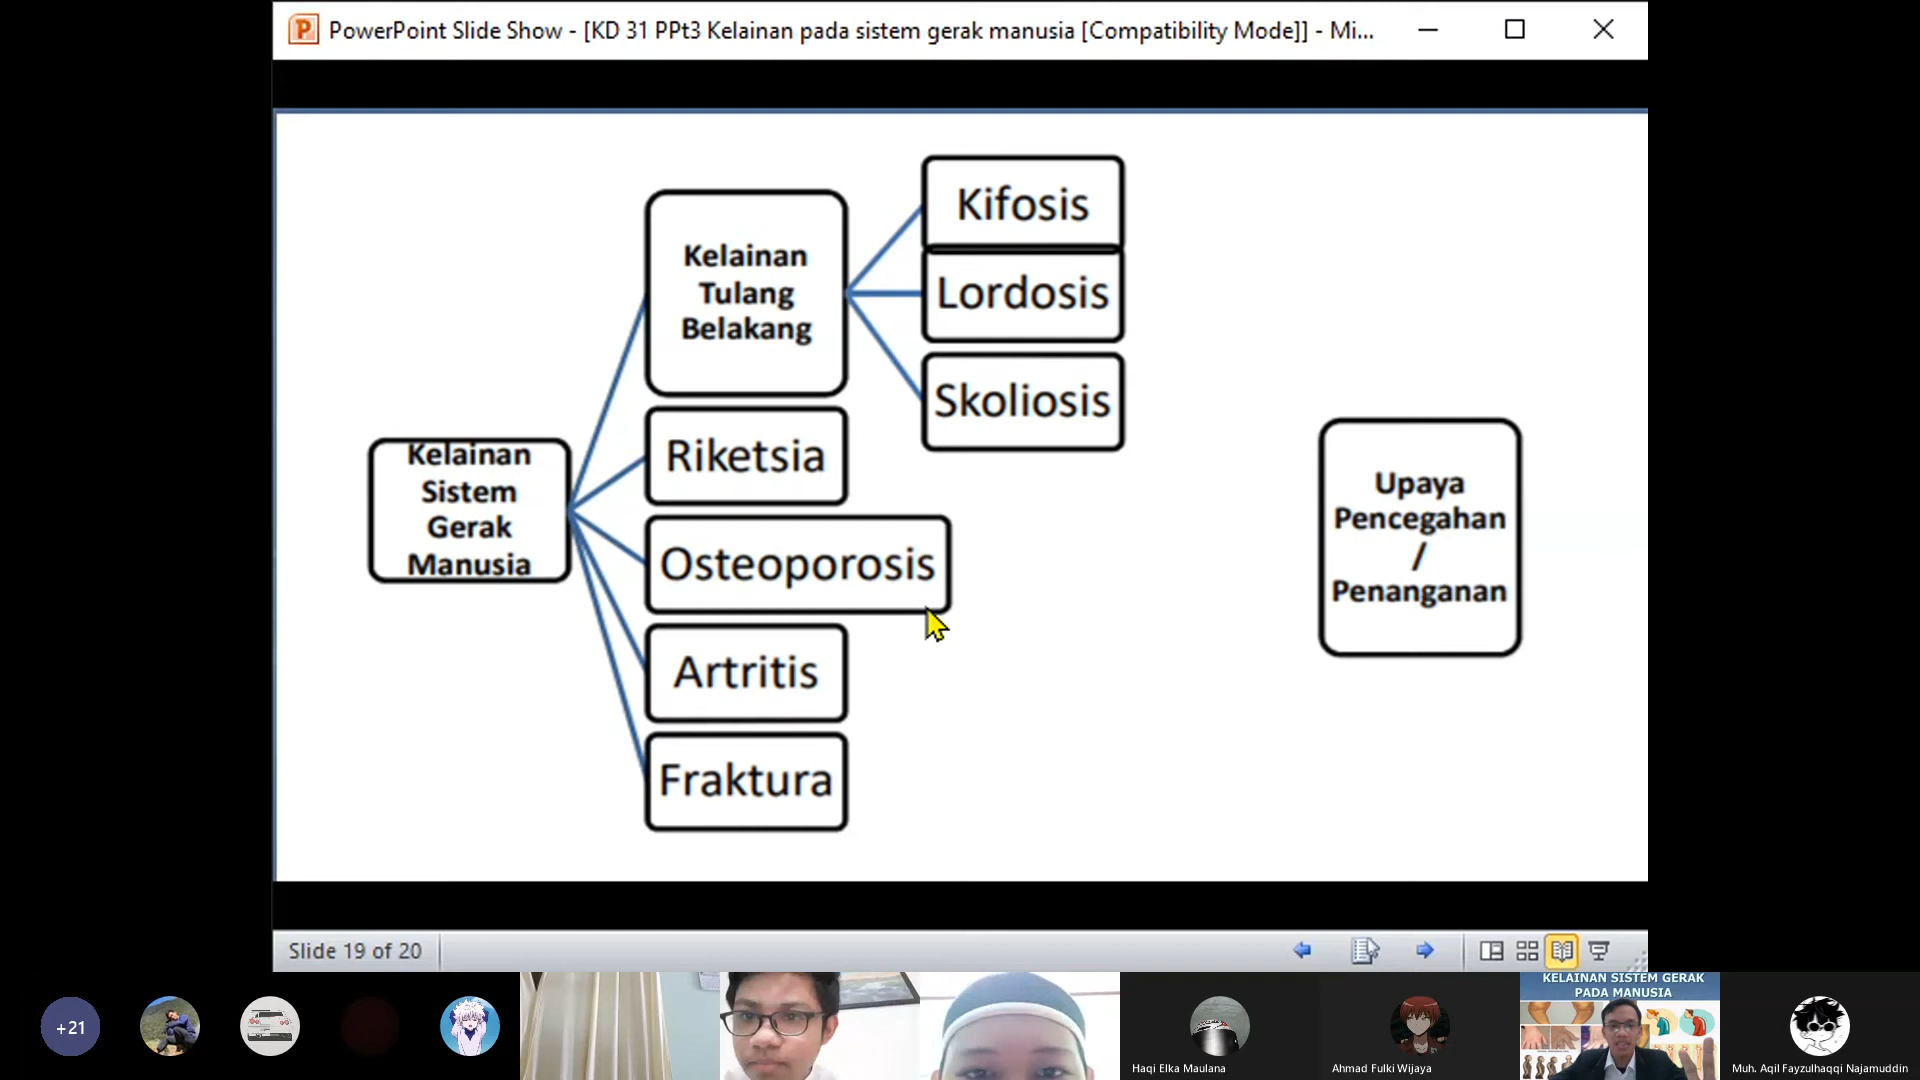 PowerPoint Slide Show - [KD 31 PPt3 Kelainan pada sistem gerak manusia [Compatibility Mode]] - Mi...
Kifosis
Kelainan
Tulang
Belakang
Lordosis
Skoliosis
Kelainan
Sistem
Gerak
Manusia
Riketsia
Osteoporosis
Artritis
Fraktura
Upaya
Pencegahan
/
Penanganan
Slide 19 of 20
+21
Haqi Elka Maulana
Ahmad Fulki Wijaya
KELAINAN SISTEM GERAK
PADA MANUSIA
Muh. Aqil Fayzulhaqqi Najamuddin